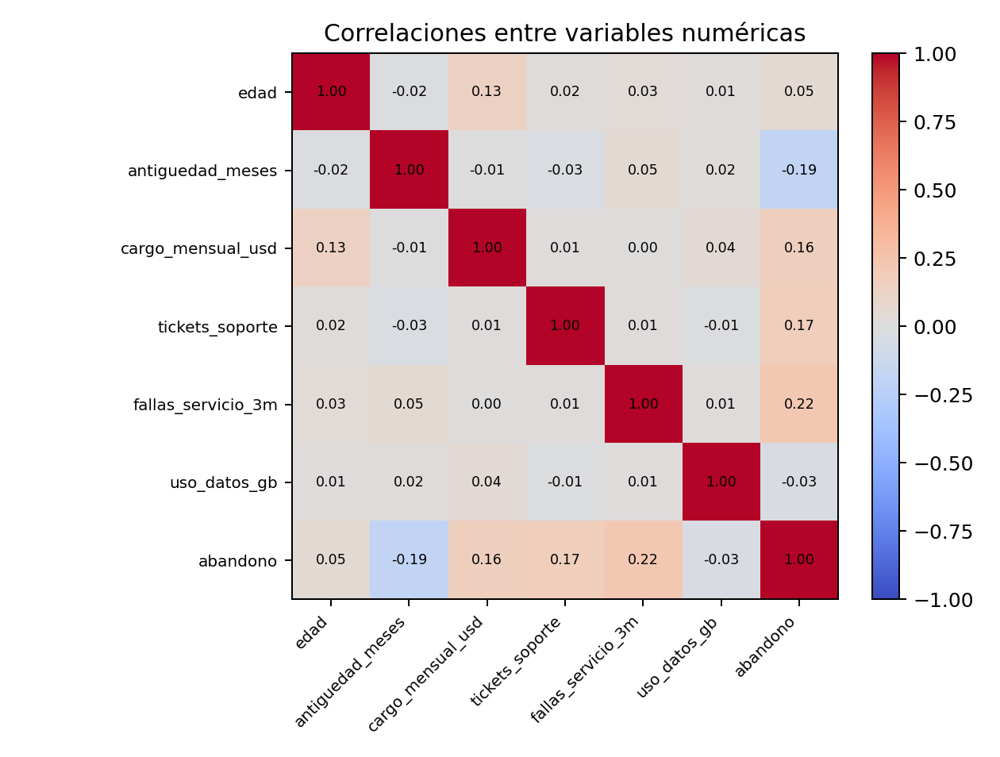 Correlaciones entre variables numéricas
edad 1.00 -0.02 0.13 0.02 0.03 0.01 0.05
antiguedad_meses -0.02 1.00 -0.01 -0.03 0.05 0.02 -0.19
cargo_mensual_usd 0.13 -0.01 1.00 0.01 0.00 0.04 0.16
tickets_soporte 0.02 -0.03 0.01 1.00 0.01 -0.01 0.17
fallas_servicio_3m 0.03 0.05 0.00 0.01 1.00 0.01 0.22
uso_datos_gb 0.01 0.02 0.04 -0.01 0.01 1.00 -0.03
abandono 0.05 -0.19 0.16 0.17 0.22 -0.03 1.00
edad
antiguedad_meses
cargo_mensual_usd
tickets_soporte
fallas_servicio_3m
uso_datos_gb
abandono
1.00
0.75
0.50
0.25
0.00
−0.25
−0.50
−0.75
−1.00